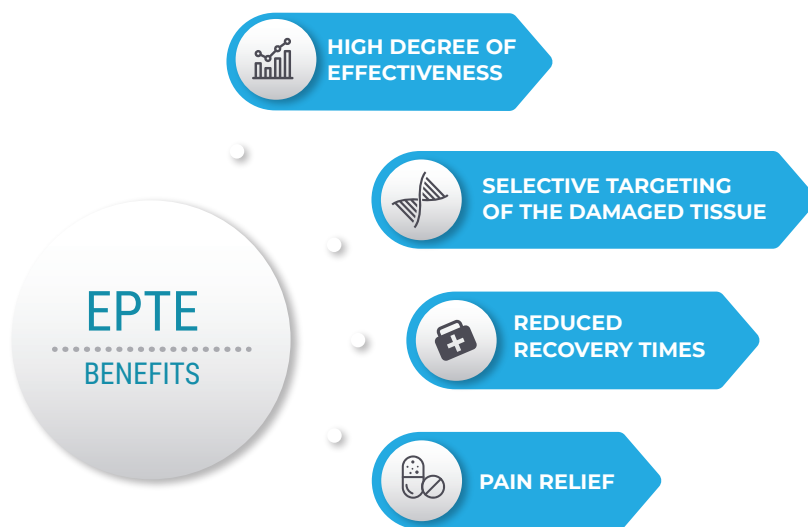 HIGH DEGREE OF
EFFECTIVENESS
SELECTIVE TARGETING
OF THE DAMAGED TISSUE
EPTE
BENEFITS
REDUCED
RECOVERY TIMES
PAIN RELIEF